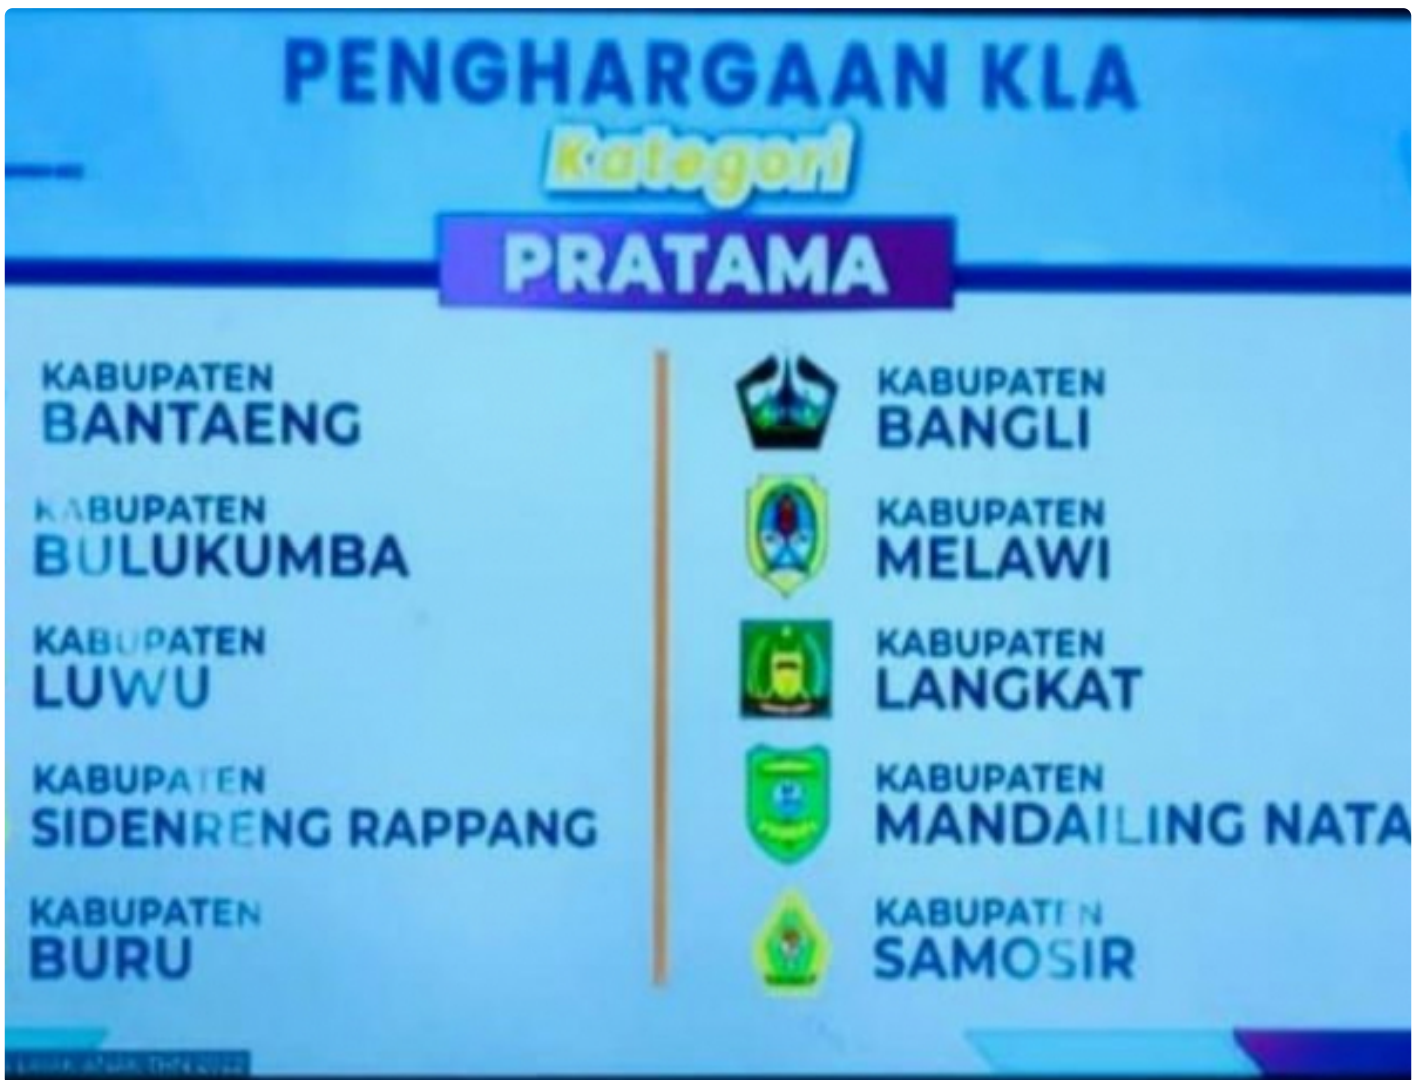 PENGHARGAAN KLA
Kategori
PRATAMA
KABUPATEN
BANTAENG
KABUPATEN
BULUKUMBA
KABUPATEN
LUWU
KABUPATEN
SIDENRENG RAPPANG
KABUPATEN
BURU
KABUPATEN
BANGLI
KABUPATEN
MELAWI
KABUPATEN
LANGKAT
KABUPATEN
MANDAILING NATA
KABUPATEN
SAMOSIR